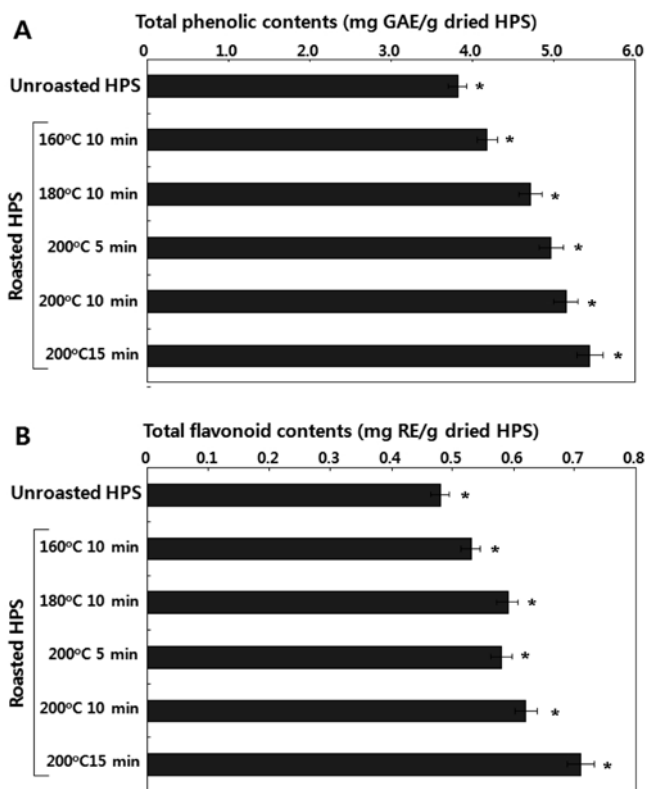 A
Total phenolic contents (mg GAE/g dried HPS)
0 1.0 2.0 3.0 4.0 5.0 6.0
Unroasted HPS *
Roasted HPS
160°C 10 min *
180°C 10 min *
200°C 5 min *
200°C 10 min *
200°C15 min *
B
Total flavonoid contents (mg RE/g dried HPS)
0 0.1 0.2 0.3 0.4 0.5 0.6 0.7 0.8
Unroasted HPS *
Roasted HPS
160°C 10 min *
180°C 10 min *
200°C 5 min *
200°C 10 min *
200°C15 min *